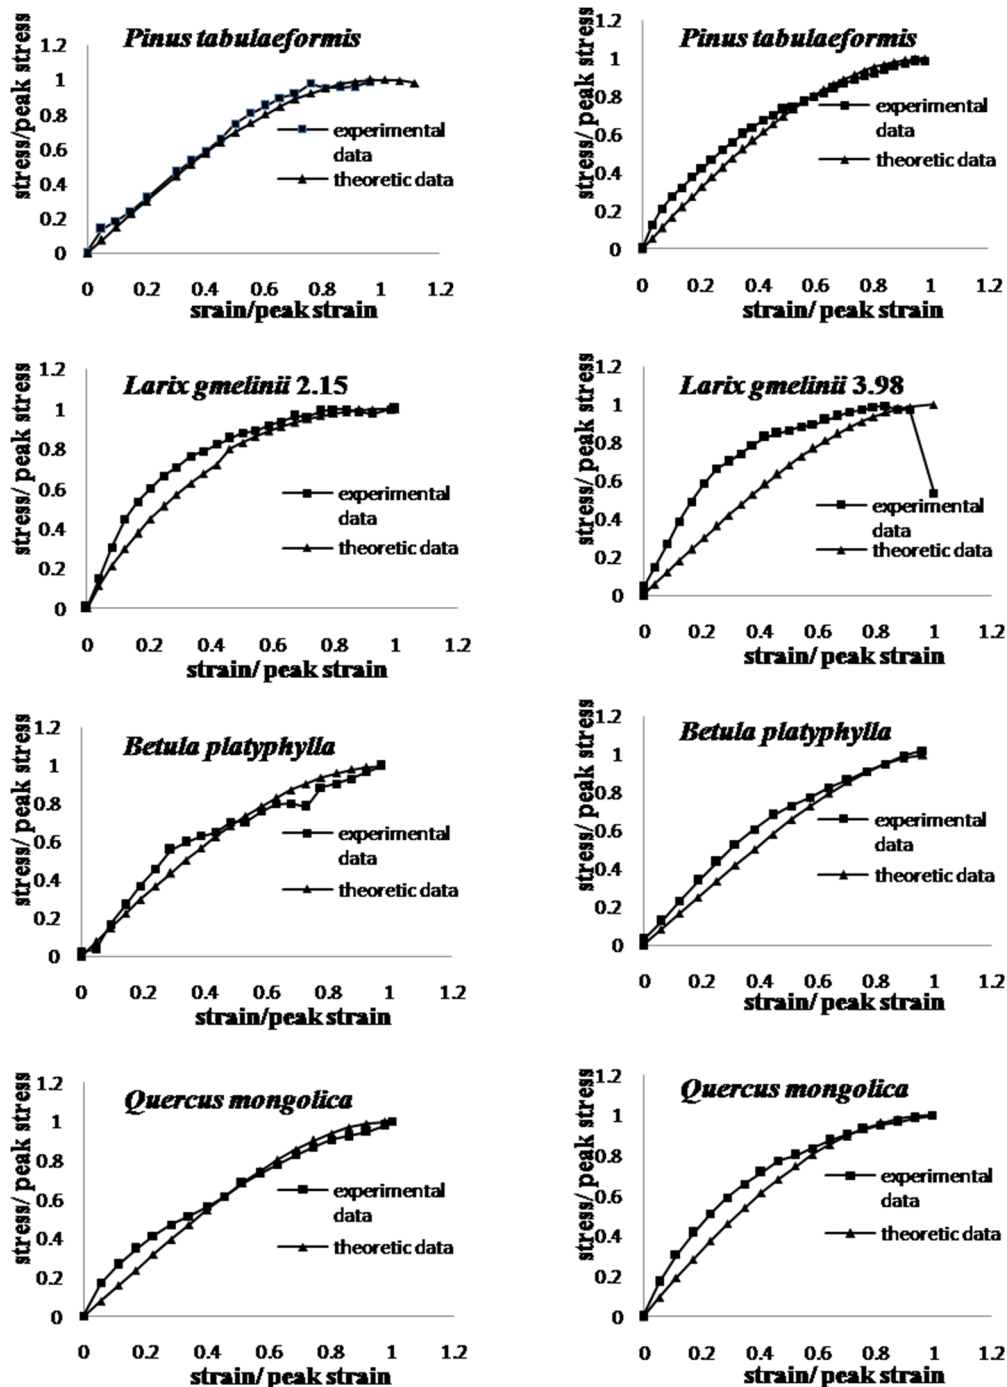 Pinus tabulaeformis
stress/peak stress
1.2
1
0.8
0.6
0.4
0.2
0
experimental
data
theoretic data
0 0.2 0.4 0.6 0.8 1 1.2
srain/peak strain
Pinus tabulaeformis
stress/peak stress
1.2
1
0.8
0.6
0.4
0.2
0
experimental
data
theoretic data
0 0.2 0.4 0.6 0.8 1 1.2
strain/peak strain
Larix gmelinii 2.15
stress/ peak stress
1.2
1
0.8
0.6
0.4
0.2
0
experimental
data
theoretic data
0 0.2 0.4 0.6 0.8 1 1.2
strain/ peak strain
Larix gmelinii 3.98
stress/ peak stress
1.2
1
0.8
0.6
0.4
0.2
0
experimental
data
theoretic data
0 0.2 0.4 0.6 0.8 1 1.2
strain/ peak strain
Betula platyphylla
stress/ peak stress
1.2
1
0.8
0.6
0.4
0.2
0
experimental
data
theoretic data
0 0.2 0.4 0.6 0.8 1 1.2
strain/peak strain
Betula platyphylla
stress/ peak stress
1.2
1
0.8
0.6
0.4
0.2
0
experimental
data
theoretic data
0 0.2 0.4 0.6 0.8 1 1.2
strain/ peak strain
Quercus mongolica
stress/ peak stress
1.2
1
0.8
0.6
0.4
0.2
0
experimental
data
theoretic data
0 0.2 0.4 0.6 0.8 1 1.2
strain/ peak strain
Quercus mongolica
stress/ peak stress
1.2
1
0.8
0.6
0.4
0.2
0
experimental
data
theoretic data
0 0.2 0.4 0.6 0.8 1 1.2
strain/ peak strain